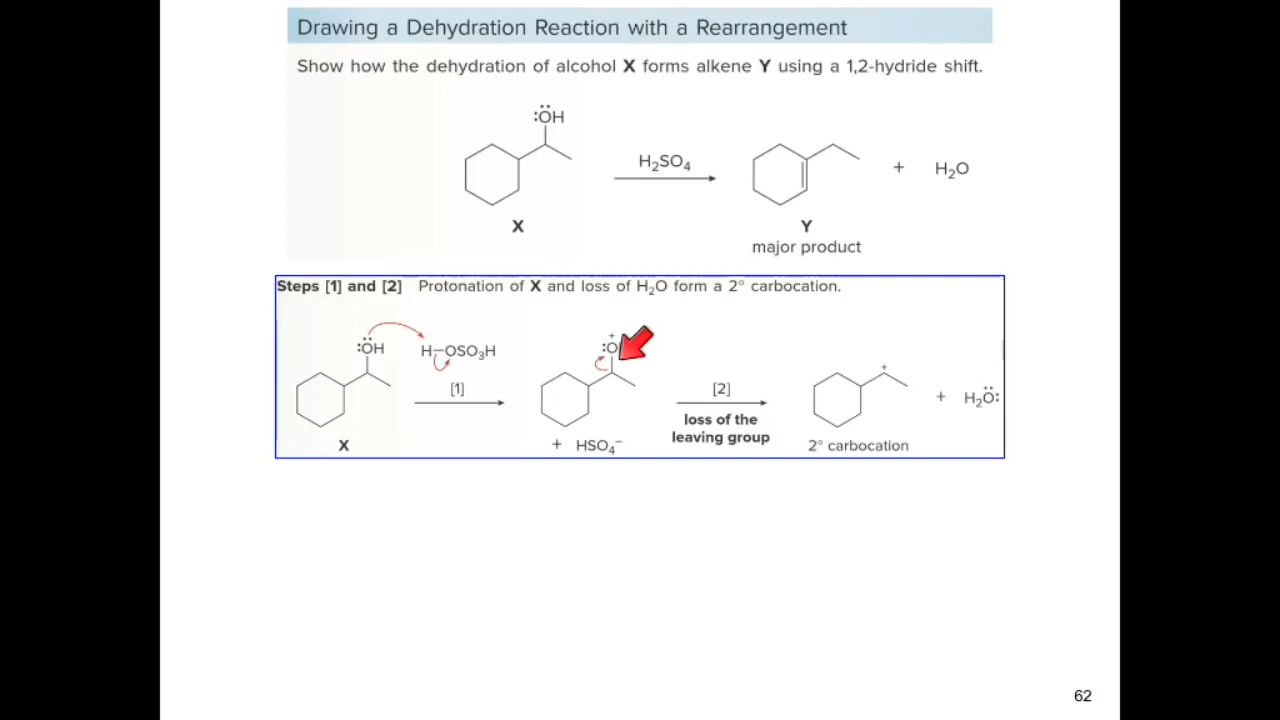 Drawing a Dehydration Reaction with a Rearrangement
Show how the dehydration of alcohol X forms alkene Y using a 1,2-hydride shift.
:ÖH
H₂SO₄
+ H₂O
X
Y
major product
Steps [1] and [2] Protonation of X and loss of H₂O form a 2° carbocation.
:ÖH
H–OSO₃H
+
:O
[1]
[2]
+
+ H₂Ö:
loss of the
leaving group
X
+ HSO₄⁻
2° carbocation
62